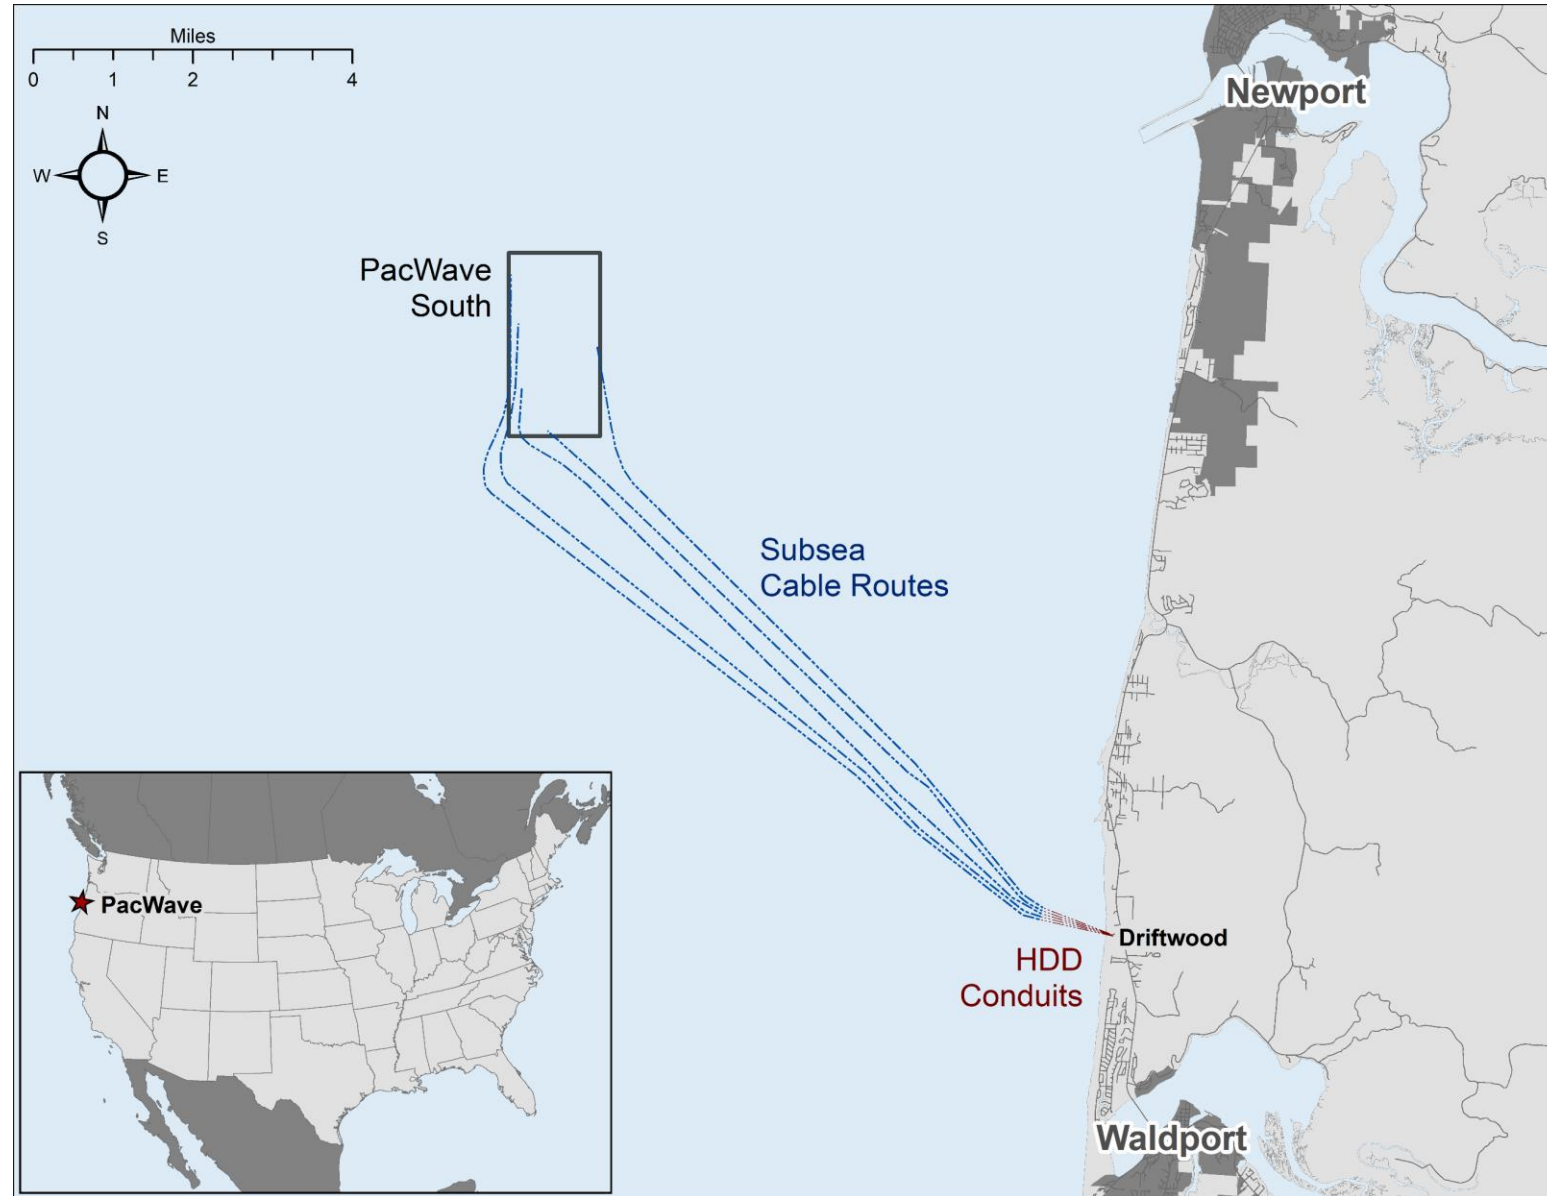 Miles
0 1 2 4
N
W E
S
Newport
PacWave
South
Subsea
Cable Routes
PacWave
Driftwood
HDD
Conduits
Waldport